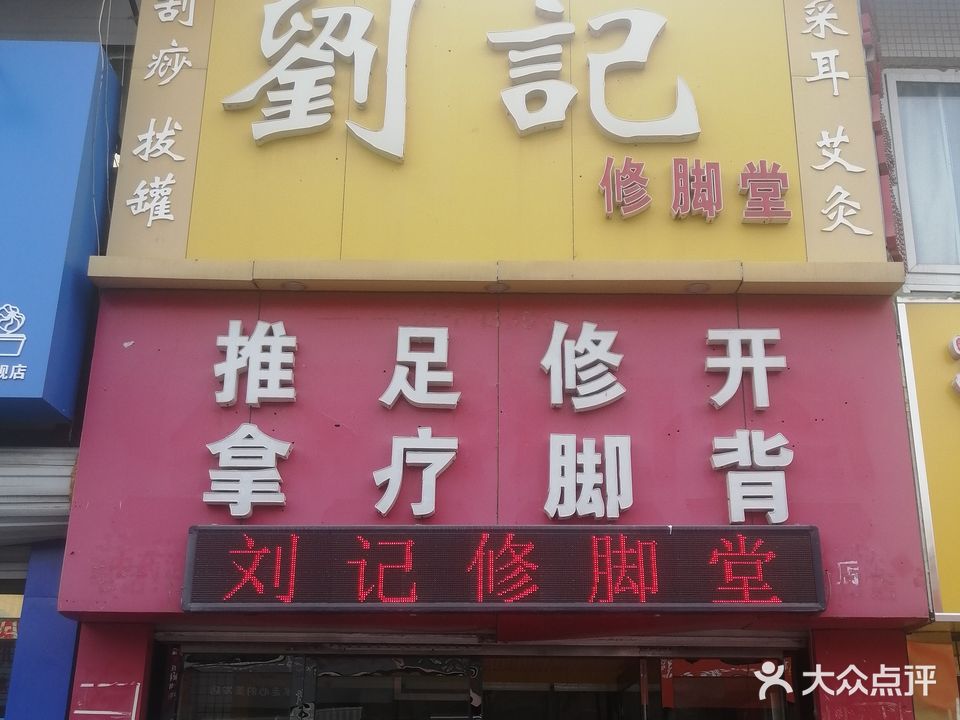 刮痧 拔罐
劉記
修脚堂
采耳 艾灸
推拿 足疗 修脚 开背
刘记修脚堂
店
大众点评